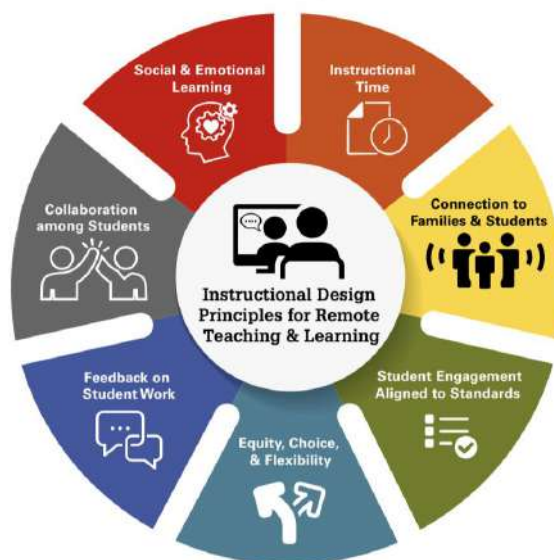 Social & Emotional
Learning
Instructional
Time
Collaboration
among Students
Connection to
Families & Students
Instructional Design
Principles for Remote
Teaching & Learning
Feedback on
Student Work
Student Engagement
Aligned to Standards
Equity, Choice,
& Flexibility